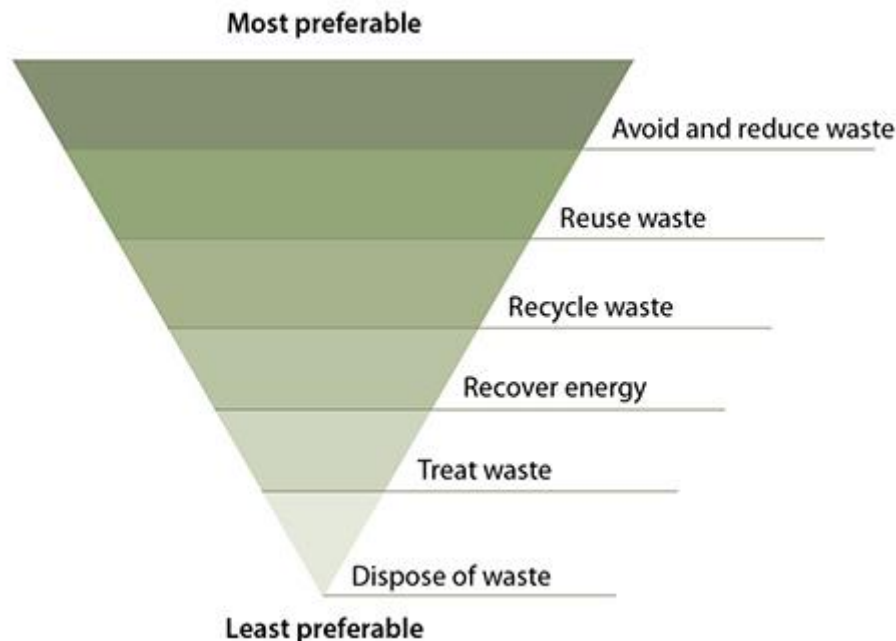 Most preferable
Avoid and reduce waste
Reuse waste
Recycle waste
Recover energy
Treat waste
Dispose of waste
Least preferable